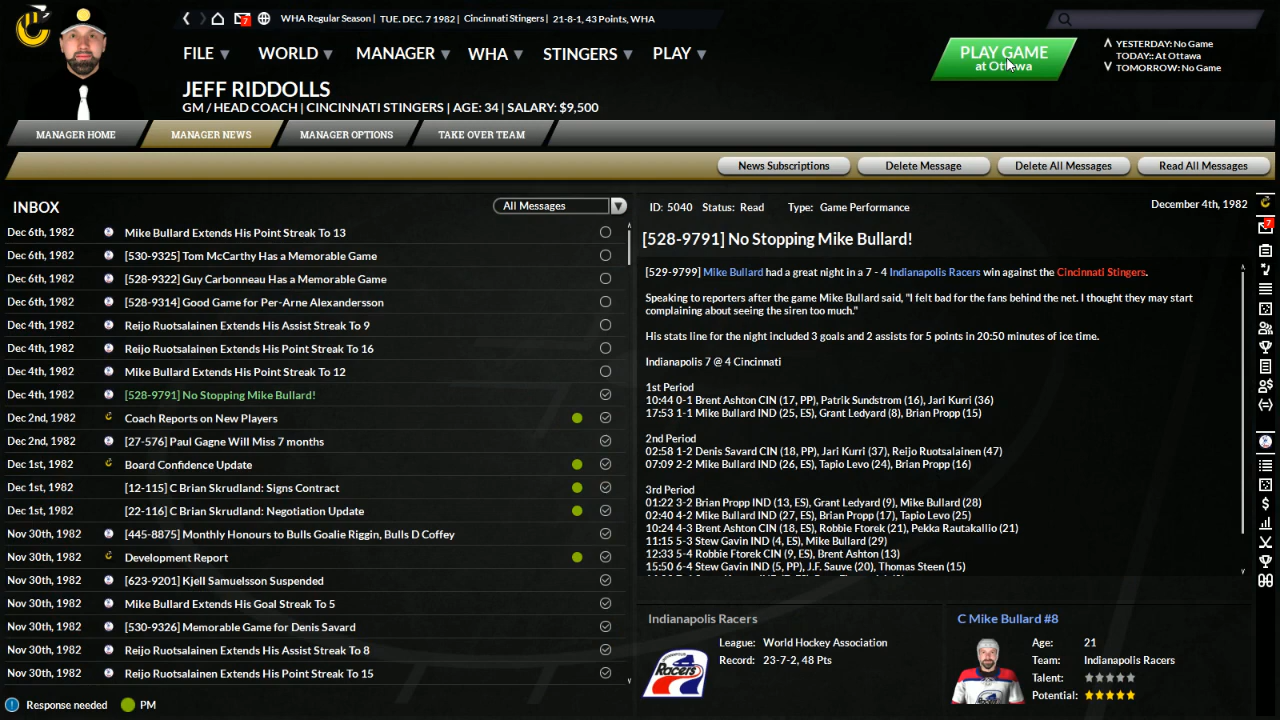 WHA Regular Season | TUE. DEC. 7 1982 | Cincinnati Stingers | 21-8-1, 43 Points, WHA
7
FILE WORLD MANAGER WHA STINGERS PLAY
PLAY GAME
at Ottawa
YESTERDAY: No Game
TODAY:: At Ottawa
TOMORROW: No Game
JEFF RIDDOLLS
GM / HEAD COACH | CINCINNATI STINGERS | AGE: 34 | SALARY: $9,500
MANAGER HOME MANAGER NEWS MANAGER OPTIONS TAKE OVER TEAM
News Subscriptions Delete Message Delete All Messages Read All Messages
INBOX All Messages
Dec 6th, 1982 Mike Bullard Extends His Point Streak To 13
Dec 6th, 1982 [530-9325] Tom McCarthy Has a Memorable Game
Dec 6th, 1982 [528-9322] Guy Carbonneau Has a Memorable Game
Dec 6th, 1982 [528-9314] Good Game for Per-Arne Alexandersson
Dec 4th, 1982 Reijo Ruotsalainen Extends His Assist Streak To 9
Dec 4th, 1982 Reijo Ruotsalainen Extends His Point Streak To 16
Dec 4th, 1982 Mike Bullard Extends His Point Streak To 12
Dec 4th, 1982 [528-9791] No Stopping Mike Bullard!
Dec 2nd, 1982 Coach Reports on New Players
Dec 2nd, 1982 [27-576] Paul Gagne Will Miss 7 months
Dec 1st, 1982 Board Confidence Update
Dec 1st, 1982 [12-115] C Brian Skrudland: Signs Contract
Dec 1st, 1982 [22-116] C Brian Skrudland: Negotiation Update
Nov 30th, 1982 [445-8875] Monthly Honours to Bulls Goalie Riggin, Bulls D Coffey
Nov 30th, 1982 Development Report
Nov 30th, 1982 [623-9201] Kjell Samuelsson Suspended
Nov 30th, 1982 Mike Bullard Extends His Goal Streak To 5
Nov 30th, 1982 [530-9326] Memorable Game for Denis Savard
Nov 30th, 1982 Reijo Ruotsalainen Extends His Assist Streak To 8
Nov 30th, 1982 Reijo Ruotsalainen Extends His Point Streak To 15
Response needed PM
ID: 5040 Status: Read Type: Game Performance December 4th, 1982
[528-9791] No Stopping Mike Bullard!
[529-9799] Mike Bullard had a great night in a 7 - 4 Indianapolis Racers win against the Cincinnati Stingers.
Speaking to reporters after the game Mike Bullard said, "I felt bad for the fans behind the net. I thought they may start
complaining about seeing the siren too much."
His stats line for the night included 3 goals and 2 assists for 5 points in 20:50 minutes of ice time.
Indianapolis 7 @ 4 Cincinnati
1st Period
10:44 0-1 Brent Ashton CIN (17, PP), Patrik Sundstrom (16), Jari Kurri (36)
17:53 1-1 Mike Bullard IND (25, ES), Grant Ledyard (8), Brian Propp (15)
2nd Period
02:58 1-2 Denis Savard CIN (18, PP), Jari Kurri (37), Reijo Ruotsalainen (47)
07:09 2-2 Mike Bullard IND (26, ES), Tapio Levo (24), Brian Propp (16)
3rd Period
01:22 3-2 Brian Propp IND (13, ES), Grant Ledyard (9), Mike Bullard (28)
02:40 4-2 Mike Bullard IND (27, ES), Brian Propp (17), Tapio Levo (25)
10:24 4-3 Brent Ashton CIN (18, ES), Robbie Ftorek (21), Pekka Rautakallio (21)
11:15 5-3 Stew Gavin IND (4, ES), Mike Bullard (29)
12:33 5-4 Robbie Ftorek CIN (9, ES), Brent Ashton (13)
15:50 6-4 Stew Gavin IND (5, PP), J.F. Sauve (20), Thomas Steen (15)
7
Indianapolis Racers
League: World Hockey Association
Record: 23-7-2, 48 Pts
Racers
C Mike Bullard #8
Age: 21
Team: Indianapolis Racers
Talent:
Potential: